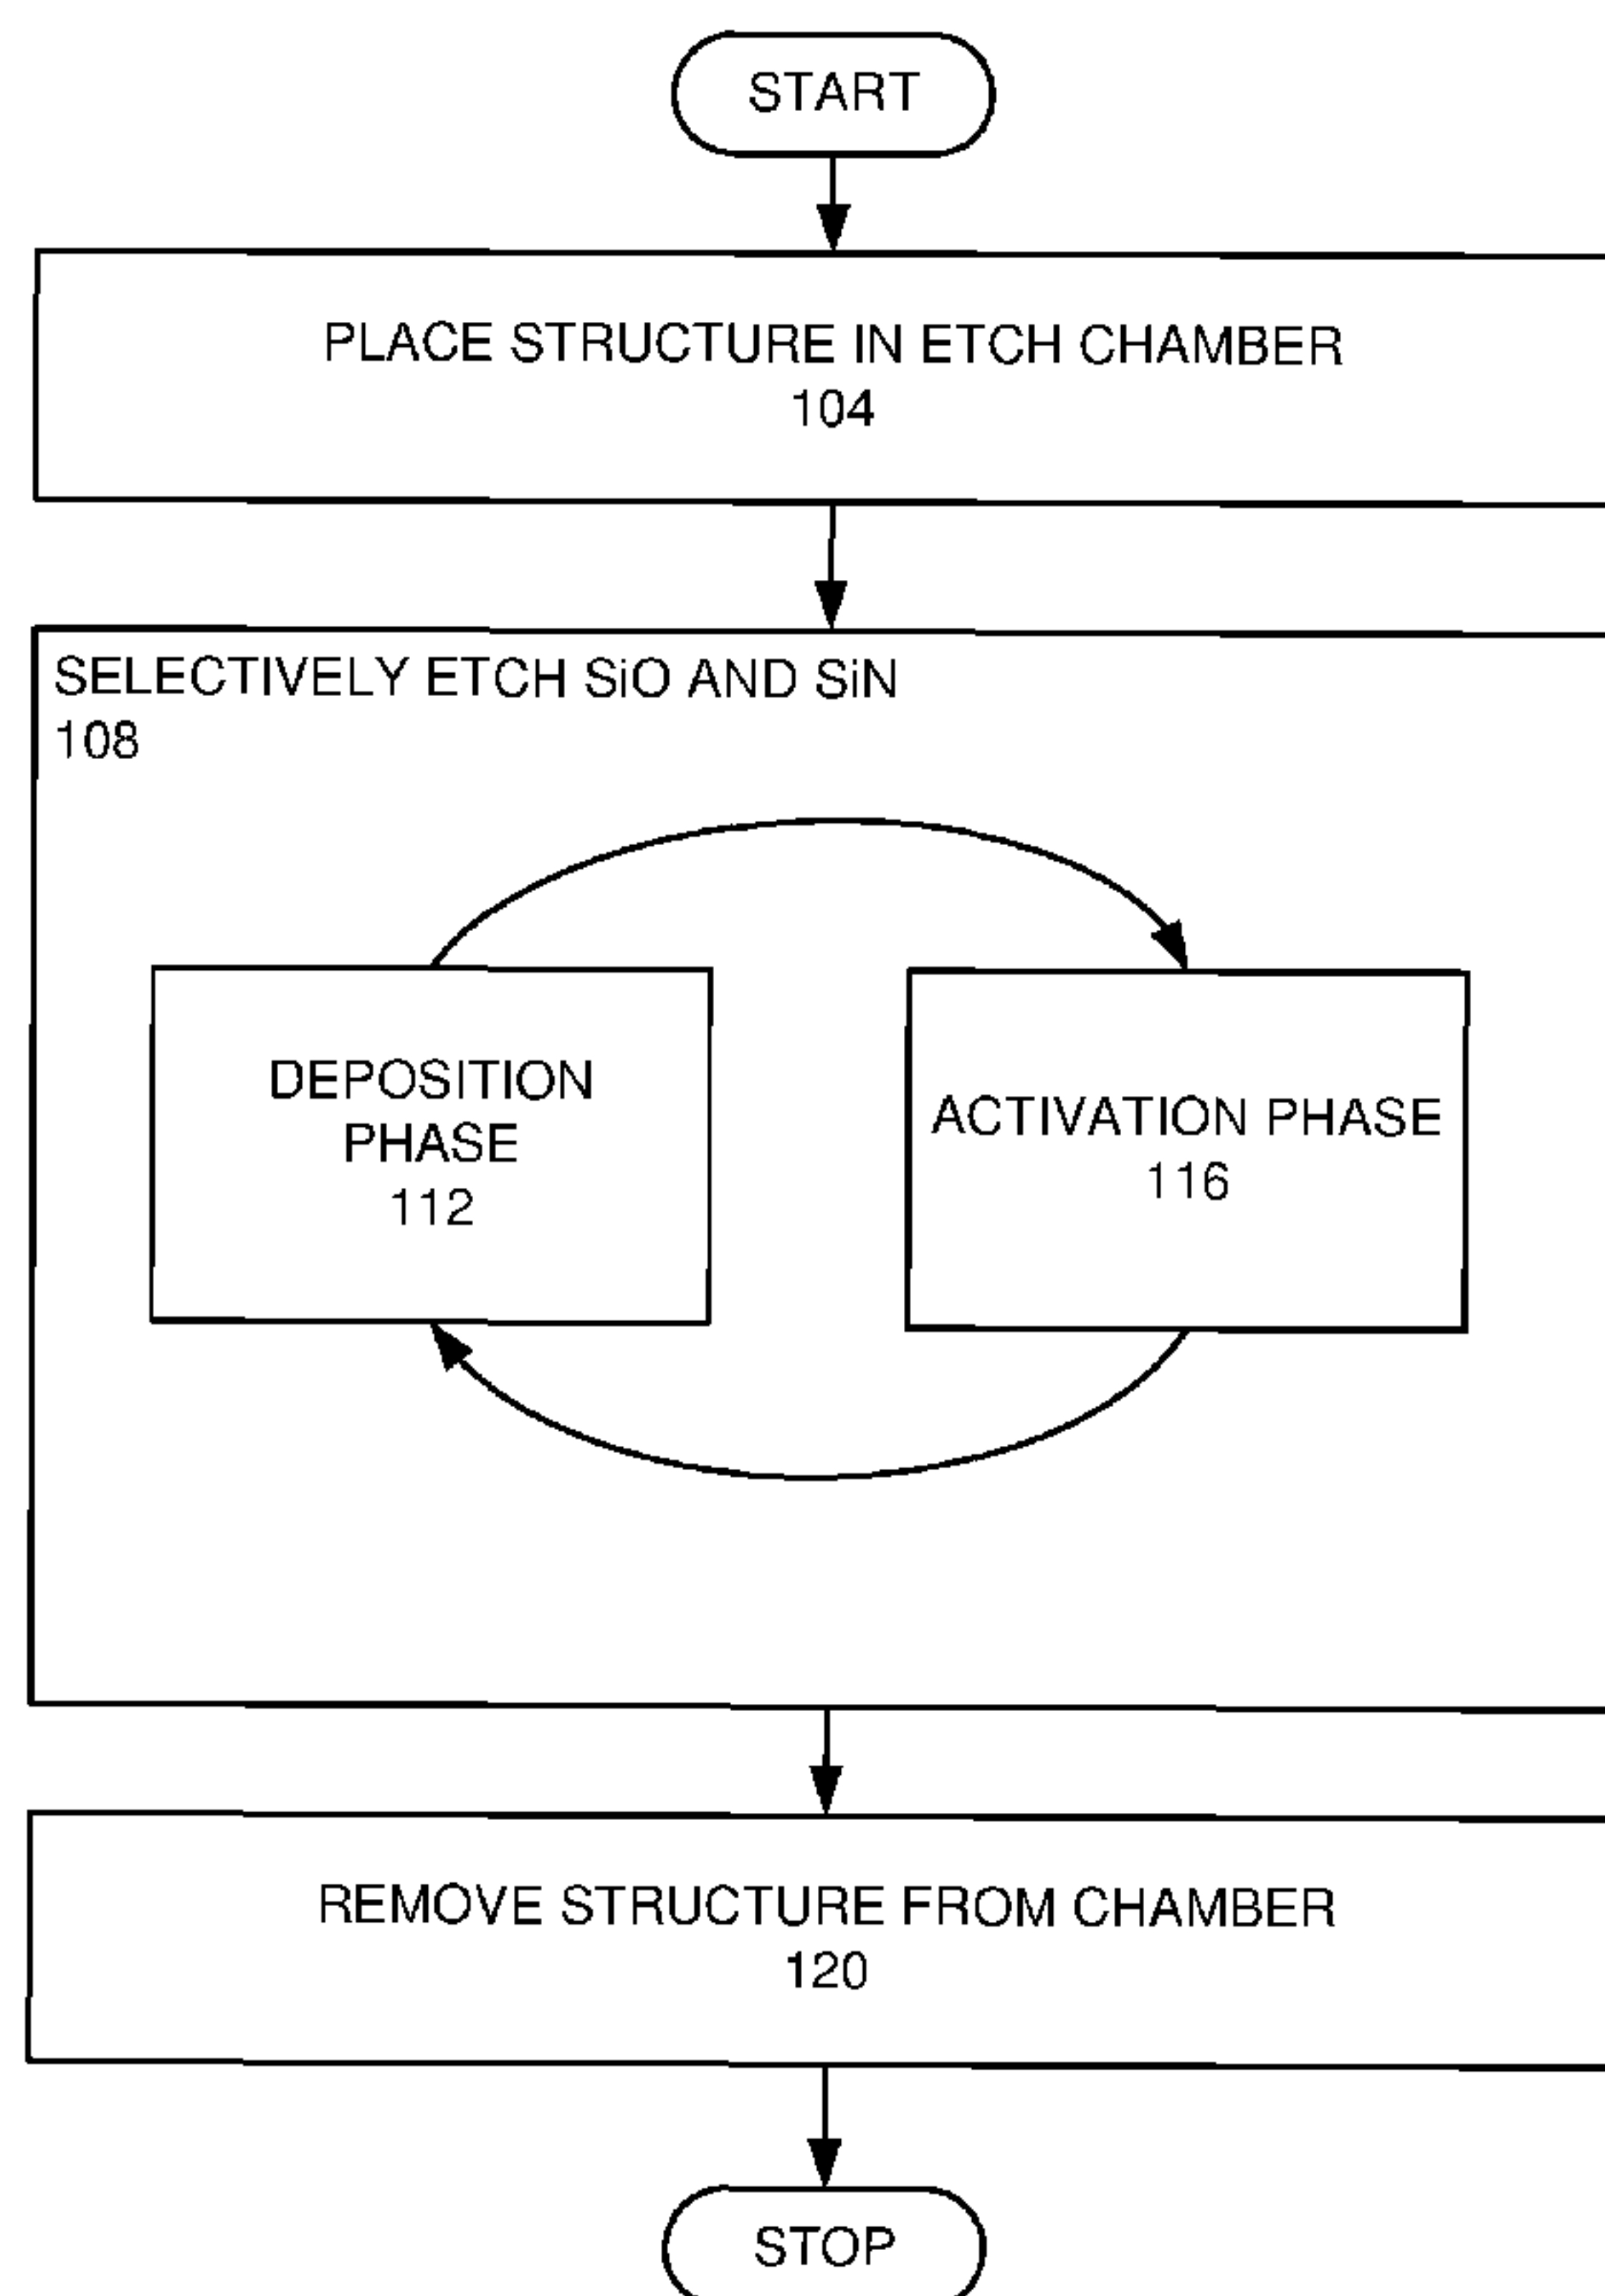 START
PLACE STRUCTURE IN ETCH CHAMBER
104
SELECTIVELY ETCH SiO AND SiN
108
DEPOSITION
PHASE
112
ACTIVATION PHASE
116
REMOVE STRUCTURE FROM CHAMBER
120
STOP